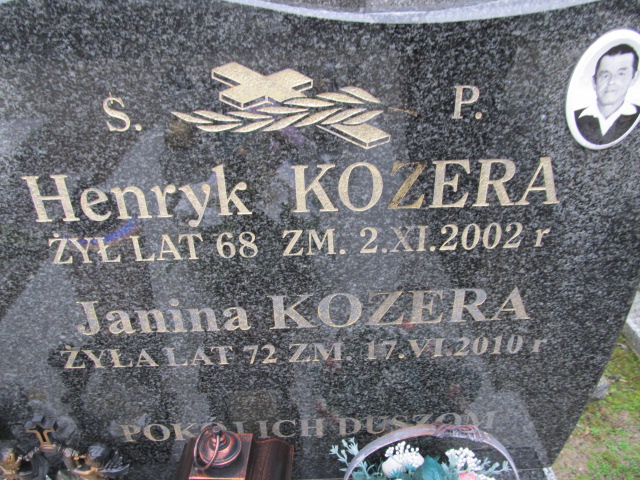 Ś. P.
Henryk KOZERA
ŻYŁ LAT 68 ZM. 2.XI.2002 r
Janina KOZERA
ŻYŁA LAT 72 ZM. 17.VI.2010 r
ICH DUSZOM